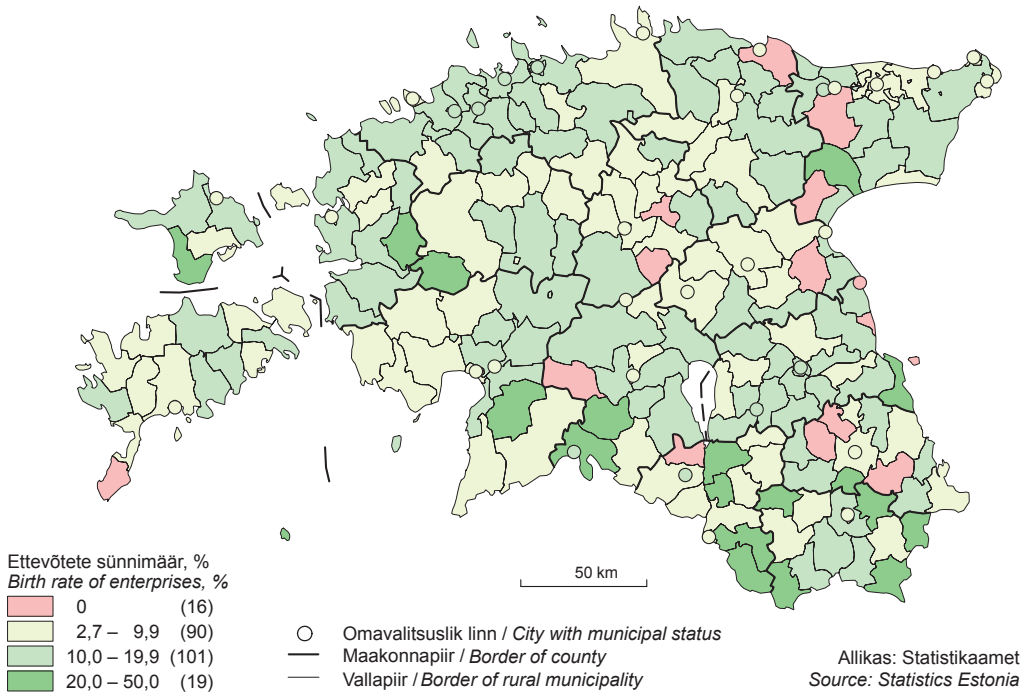 Ettevõtete sünnimäär, %
Birth rate of enterprises, %
0 (16)
2,7 – 9,9 (90)
10,0 – 19,9 (101)
20,0 – 50,0 (19)
50 km
Omavalitsuslik linn / City with municipal status
Maakonnapiir / Border of county
Vallapiir / Border of rural municipality
Allikas: Statistikaamet
Source: Statistics Estonia